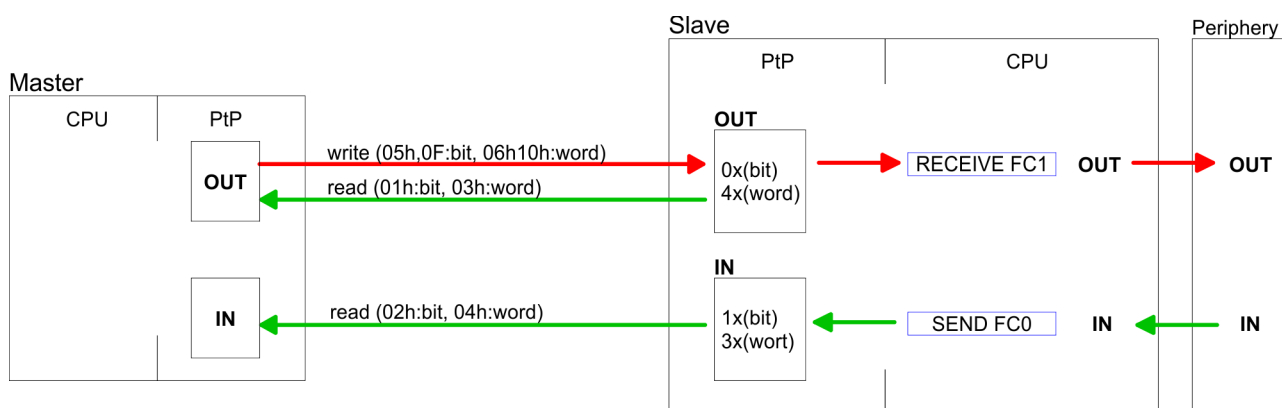 Slave
Periphery
PtP
CPU
Master
CPU
PtP
OUT
write (05h,0F:bit, 06h10h:word)
RECEIVE FC1
OUT
OUT
0x(bit)
OUT
read (01h:bit, 03h:word)
4x(word)
IN
IN
read (02h:bit, 04h:word)
1x(bit)
SEND FC0
IN
IN
3x(wort)